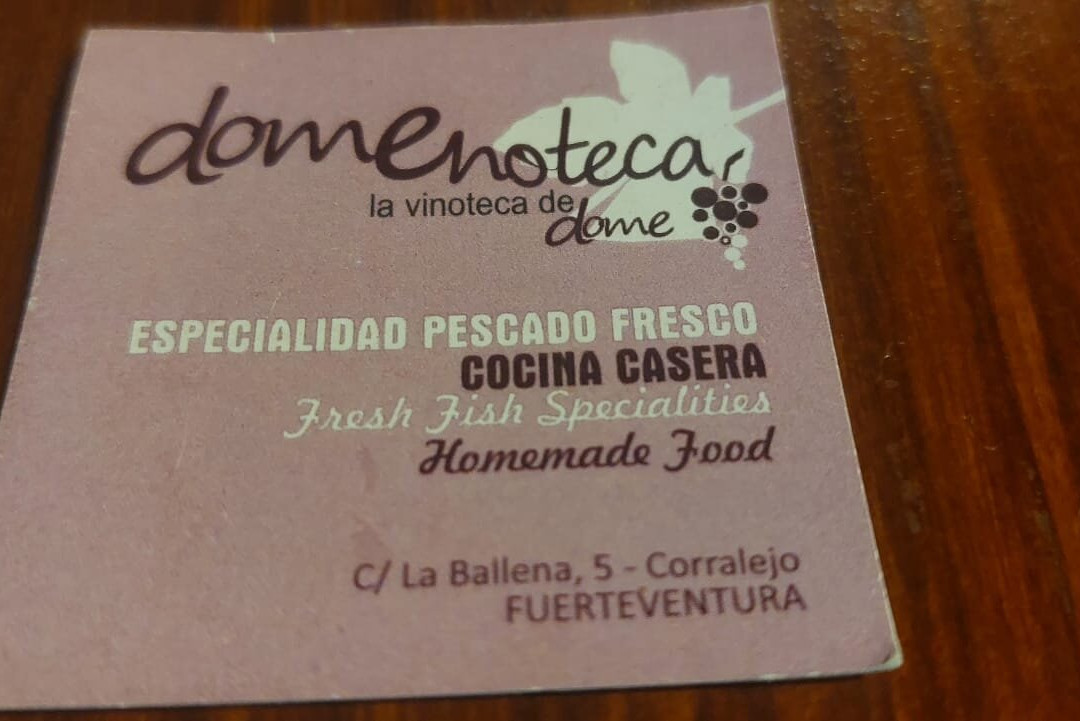 domenoteca
la vinoteca de dome
ESPECIALIDAD PESCADO FRESCO
COCINA CASERA
Fresh Fish Specialities
Homemade Food
C/ La Ballena, 5 - Corralejo
FUERTEVENTURA